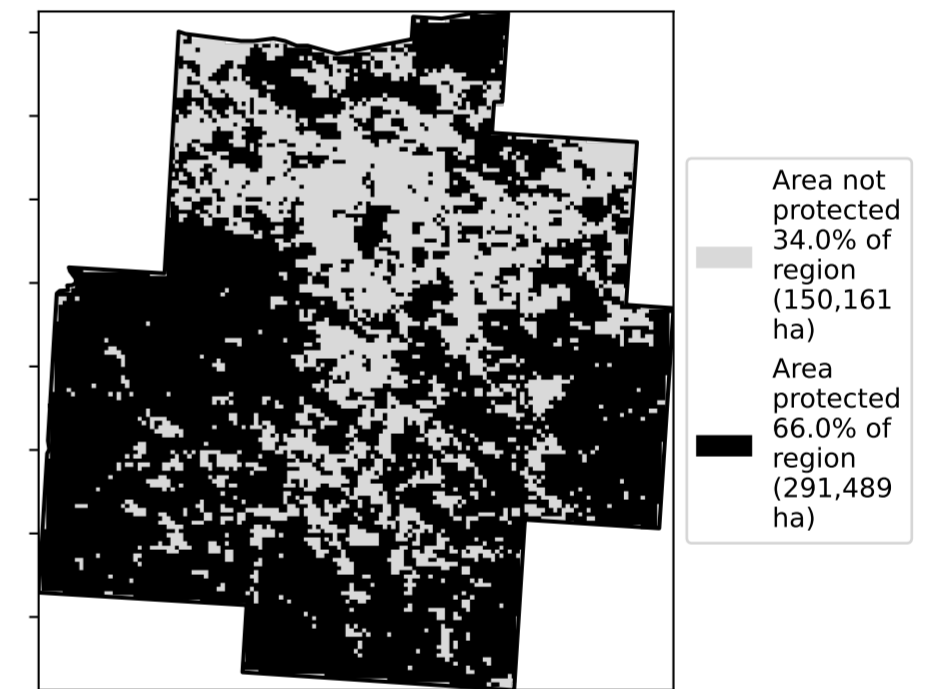 Area not
protected
34.0% of
region
(150,161
ha)
Area
protected
66.0% of
region
(291,489
ha)